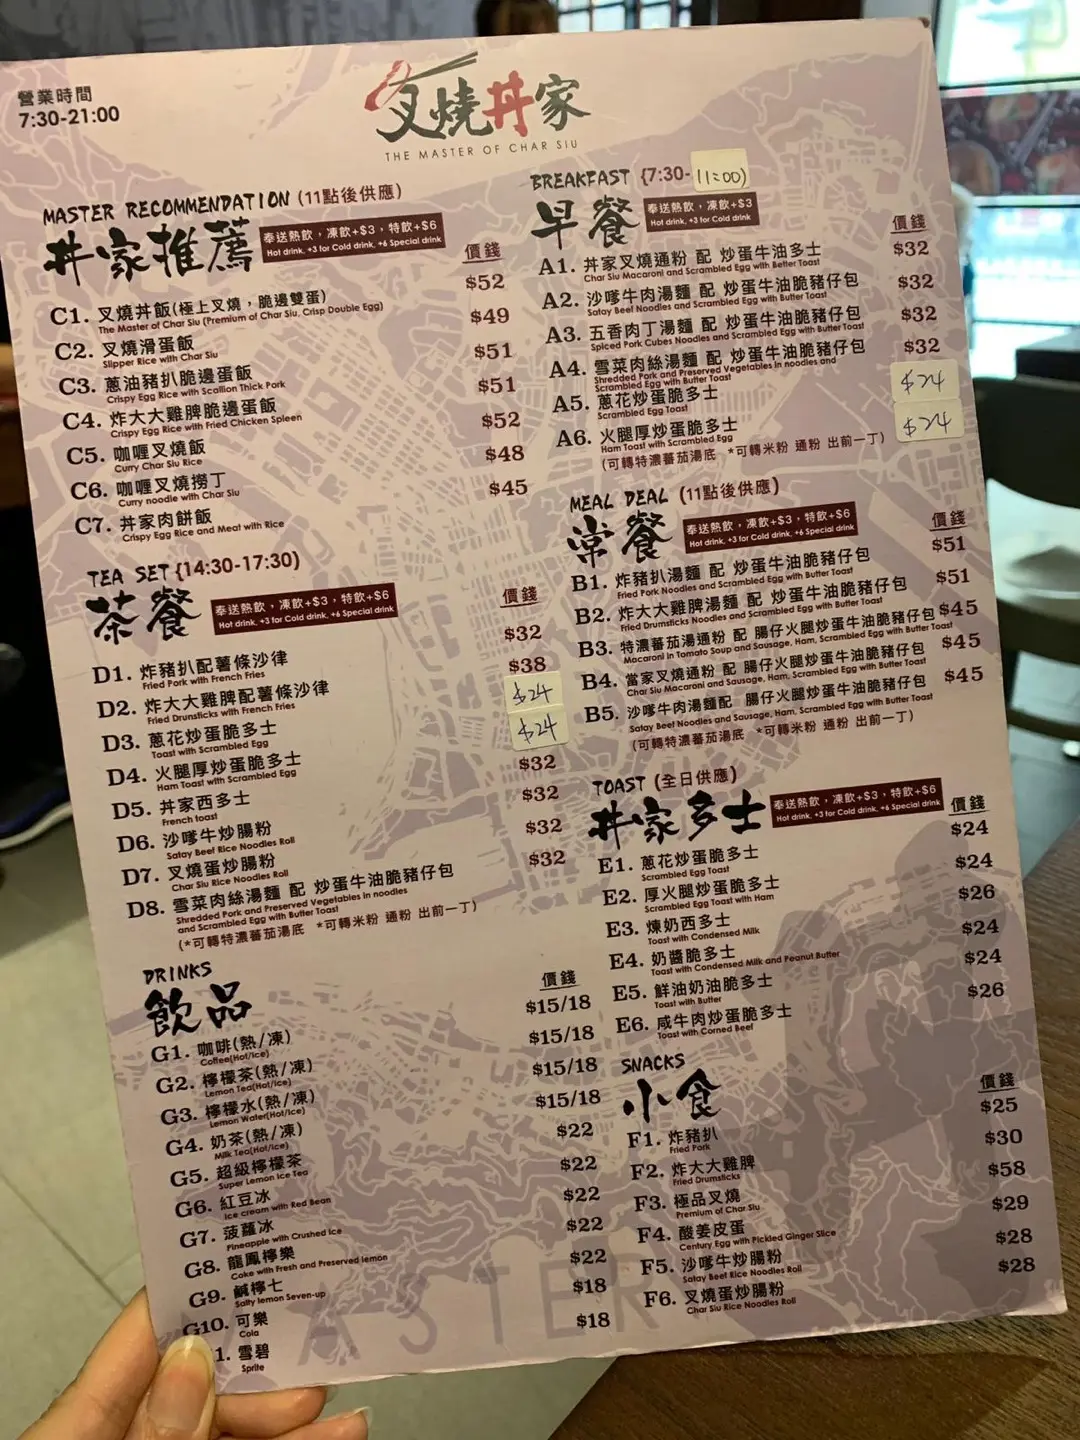 營業時間
7:30-21:00
叉燒丼家
THE MASTER OF CHAR SIU
MASTER RECOMMENDATION (11點後供應)
丼家推薦
奉送熱飲，凍飲+$3，特飲+$6
Hot drink, +3 for Cold drink, +6 Special drink
價錢
C1. 叉燒丼飯(極上叉燒，脆邊雙蛋) $52
The Master of Char Siu (Premium of Char Siu, Crisp Double Egg)
C2. 叉燒滑蛋飯 $49
Slipper Rice with Char Siu
C3. 蔥油豬扒脆邊蛋飯 $51
Crispy Egg Rice with Scallion Thick Pork
C4. 炸大大雞脾脆邊蛋飯 $51
Crispy Egg Rice with Fried Chicken Spleen
C5. 咖喱叉燒飯 $52
Curry Char Siu Rice
C6. 咖喱叉燒撈丁 $48
Curry noodle with Char Siu
C7. 丼家肉餅飯 $45
Crispy Egg Rice and Meat with Rice
TEA SET {14:30-17:30)
茶餐
奉送熱飲，凍飲+$3，特飲+$6
Hot drink, +3 for Cold drink, +6 Special drink
價錢
D1. 炸豬扒配薯條沙律 $32
Fried Pork with French Fries
D2. 炸大大雞脾配薯條沙律 $38
Fried Drunsticks with French Fries
D3. 蔥花炒蛋脆多士 $24
Toast with Scrambled Egg
D4. 火腿厚炒蛋脆多士 $24
Ham Toast with Scrambled Egg
D5. 丼家西多士 $32
French toast
D6. 沙嗲牛炒腸粉 $32
Satay Beef Rice Noodles Roll
D7. 叉燒蛋炒腸粉 $32
Char Siu Rice Noodles Roll
D8. 雪菜肉絲湯麵 配 炒蛋牛油脆豬仔包 $32
Shredded Pork and Preserved Vegetables in noodles
and Scrambled Egg with Butter Toast
(*可轉特濃蕃茄湯底 *可轉米粉 通粉 出前一丁)
DRINKS
飲品
價錢
G1. 咖啡(熱/凍) $15/18
Coffee(Hot/Ice)
G2. 檸檬茶(熱/凍) $15/18
Lemon Tea(Hot/Ice)
G3. 檸檬水(熱/凍) $15/18
Lemon Water(Hot/Ice)
G4. 奶茶(熱/凍) $15/18
Milk Tea(Hot/Ice)
G5. 超級檸檬茶 $22
Super Lemon Ice Tea
G6. 紅豆冰 $22
Ice cream with Red Bean
G7. 菠蘿冰 $22
Pineapple with Crushed Ice
G8. 龍鳳檸樂 $22
Coke with Fresh and Preserved lemon
G9. 鹹檸七 $22
Salty lemon Seven-up
G10. 可樂 $18
Cola
1. 雪碧 $18
Sprite
BREAKFAST {7:30-11:00)
早餐
奉送熱飲，凍飲+$3
Hot drink, +3 for Cold drink
價錢
A1. 丼家叉燒通粉 配 炒蛋牛油多士 $32
Char Siu Macaroni and Scrambled Egg with Better Toast
A2. 沙嗲牛肉湯麵 配 炒蛋牛油脆豬仔包 $32
Satay Beef Noodles and Scrambled Egg with Butter Toast
A3. 五香肉丁湯麵 配 炒蛋牛油脆豬仔包 $32
Spiced Pork Cubes Noodles and Scrambled Egg with Butter Toast
A4. 雪菜肉絲湯麵 配 炒蛋牛油脆豬仔包 $32
Shredded Pork and Preserved Vegetables in noodles and
Scrambled Egg with Butter Toast
A5. 蔥花炒蛋脆多士 $24
Scrambled Egg Toast
A6. 火腿厚炒蛋脆多士 $24
Ham Toast with Scrambled Egg
(可轉特濃蕃茄湯底 *可轉米粉 通粉 出前一丁)
MEAL DEAL (11點後供應)
常餐
奉送熱飲，凍飲+$3，特飲+$6
Hot drink, +3 for Cold drink, +6 Special drink
價錢
B1. 炸豬扒湯麵 配 炒蛋牛油脆豬仔包 $51
Fried Pork Noodles and Scrambled Egg with Butter Toast
B2. 炸大大雞脾湯麵 配 炒蛋牛油脆豬仔包 $51
Fried Drumsticks Noodles and Scrambled Egg with Butter Toast
B3. 特濃蕃茄湯通粉 配 腸仔火腿炒蛋牛油脆豬仔包 $45
Macaroni in Tomato Soup and Sausage, Ham, Scrambled Egg with Butter Toast
B4. 當家叉燒通粉 配 腸仔火腿炒蛋牛油脆豬仔包 $45
Char Siu Macaroni and Sausage, Ham, Scrambled Egg with Butter Toast
B5. 沙嗲牛肉湯麵配 腸仔火腿炒蛋牛油脆豬仔包 $45
Satay Beef Noodles and Sausage, Ham, Scrambled Egg with Butter Toast
(可轉特濃蕃茄湯底 *可轉米粉 通粉 出前一丁)
TOAST (全日供應)
丼家多士
奉送熱飲，凍飲+$3，特飲+$6
Hot drink, +3 for Cold drink, +6 Special drink
價錢
E1. 蔥花炒蛋脆多士 $24
Scrambled Egg Toast
E2. 厚火腿炒蛋脆多士 $24
Scrambled Egg Toast with Ham
E3. 煉奶西多士 $26
Toast with Condensed Milk
E4. 奶醬脆多士 $24
Toast with Condensed Milk and Peanut Butter
E5. 鮮油奶油脆多士 $24
Toast with Butter
E6. 咸牛肉炒蛋脆多士 $26
Toast with Corned Beef
SNACKS
小食
價錢
F1. 炸豬扒 $25
Fried Pork
F2. 炸大大雞脾 $30
Fried Drumsticks
F3. 極品叉燒 $58
Premium of Char Siu
F4. 酸姜皮蛋 $29
Century Egg with Pickled Ginger Slice
F5. 沙嗲牛炒腸粉 $28
Satay Beef Rice Noodles Roll
F6. 叉燒蛋炒腸粉 $28
Char Siu Rice Noodles Roll
ASTER